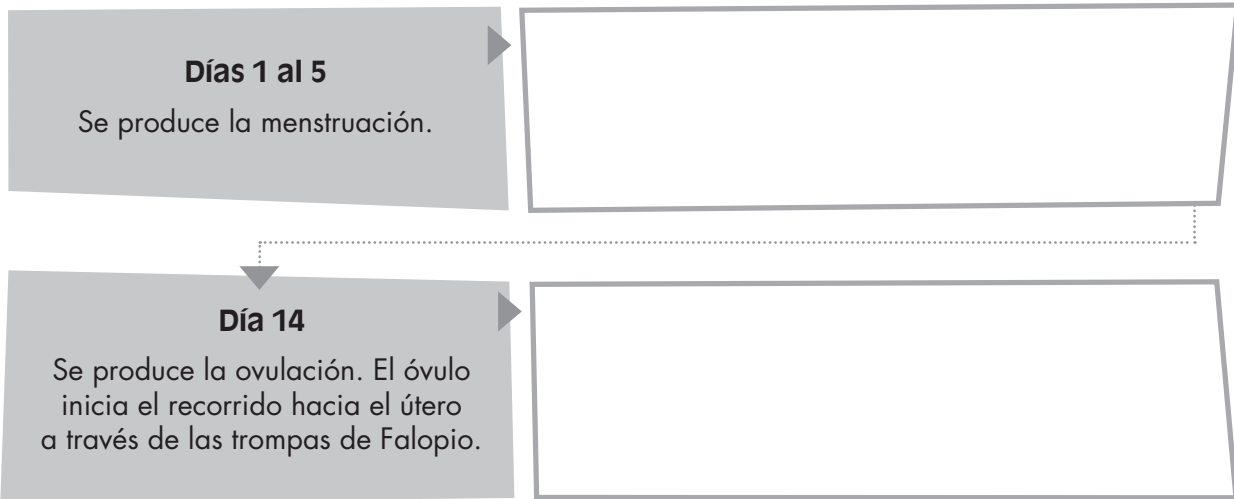 Días 1 al 5
Se produce la menstruación.
Día 14
Se produce la ovulación. El óvulo
inicia el recorrido hacia el útero
a través de las trompas de Falopio.